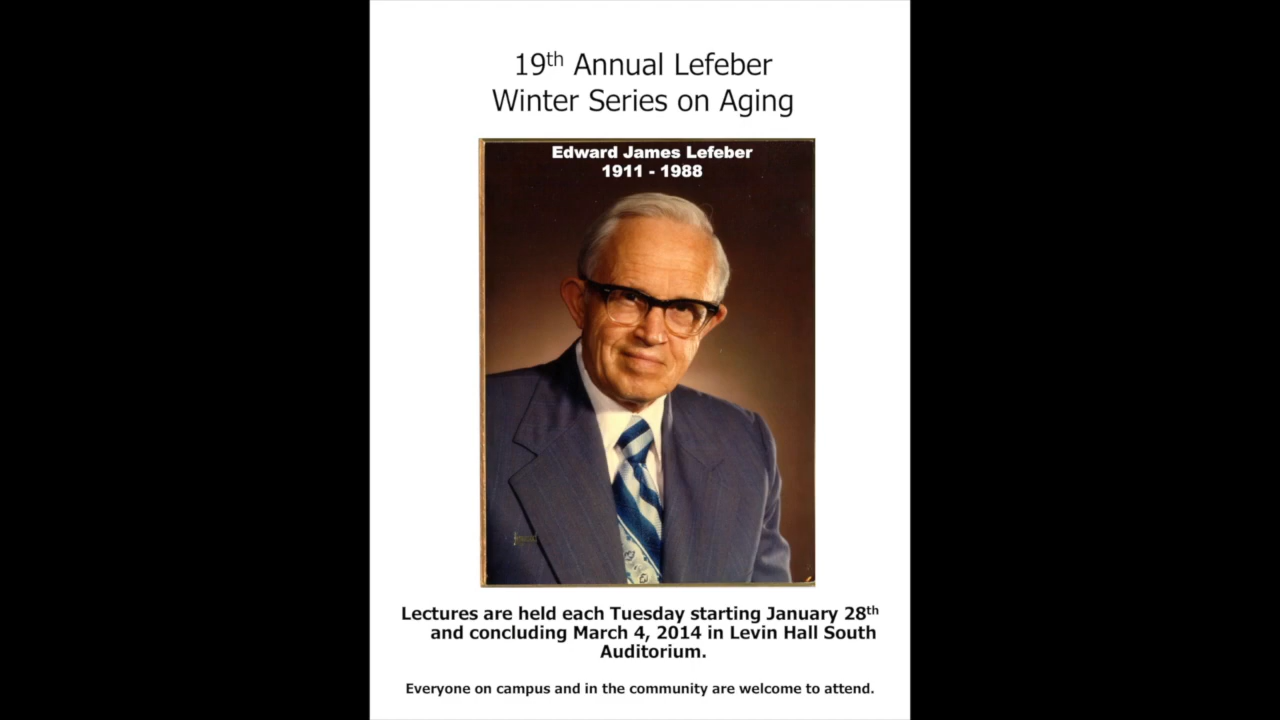 19th Annual Lefeber
Winter Series on Aging
Edward James Lefeber
1911 - 1988
Lectures are held each Tuesday starting January 28th
and concluding March 4, 2014 in Levin Hall South
Auditorium.
Everyone on campus and in the community are welcome to attend.